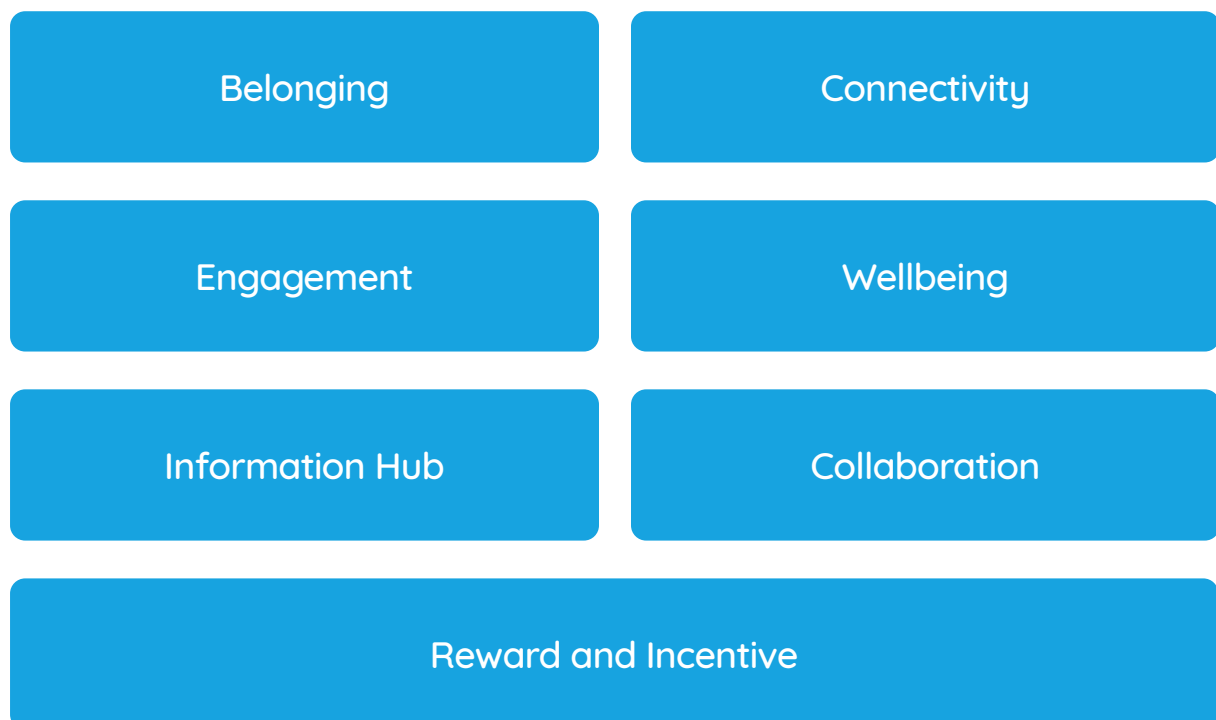 Belonging
Connectivity
Engagement
Wellbeing
Information Hub
Collaboration
Reward and Incentive